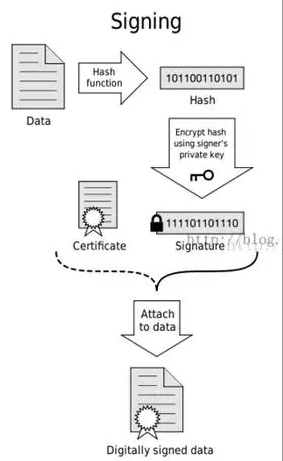 Signing
Hash
function
101100110101
Hash
Data
Encrypt hash
using signer's
private key
111101101110
Certificate
Signature
http://blog.
Attach
to data
Digitally signed data